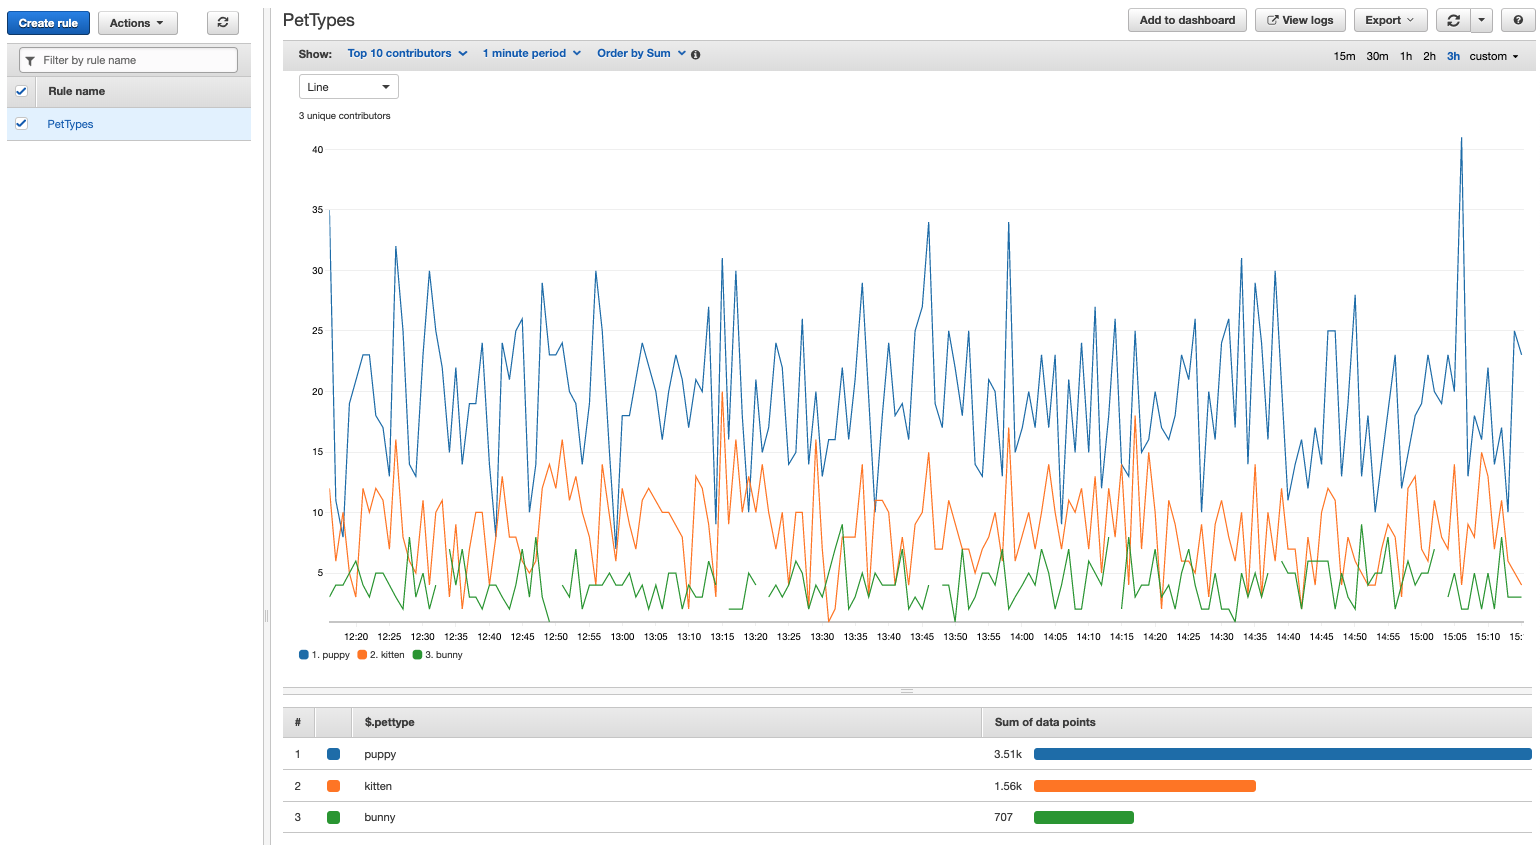 Create rule
Actions
Filter by rule name
Rule name
PetTypes
PetTypes
Add to dashboard
View logs
Export
?
Show: Top 10 contributors 1 minute period Order by Sum i
15m 30m 1h 2h 3h custom
Line
3 unique contributors
40
35
30
25
20
15
10
5
12:20 12:25 12:30 12:35 12:40 12:45 12:50 12:55 13:00 13:05 13:10 13:15 13:20 13:25 13:30 13:35 13:40 13:45 13:50 13:55 14:00 14:05 14:10 14:15 14:20 14:25 14:30 14:35 14:40 14:45 14:50 14:55 15:00 15:05 15:10 15:
1. puppy 2. kitten 3. bunny
# $.pettype Sum of data points
1 puppy 3.51k
2 kitten 1.56k
3 bunny 707